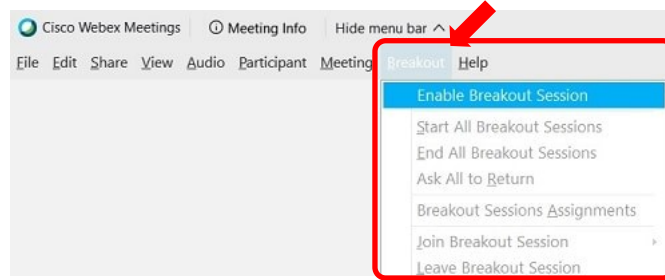 Cisco Webex Meetings Meeting Info Hide menu bar
File Edit Share View Audio Participant Meeting Breakout Help
Enable Breakout Session
Start All Breakout Sessions
End All Breakout Sessions
Ask All to Return
Breakout Sessions Assignments
Join Breakout Session
Leave Breakout Session